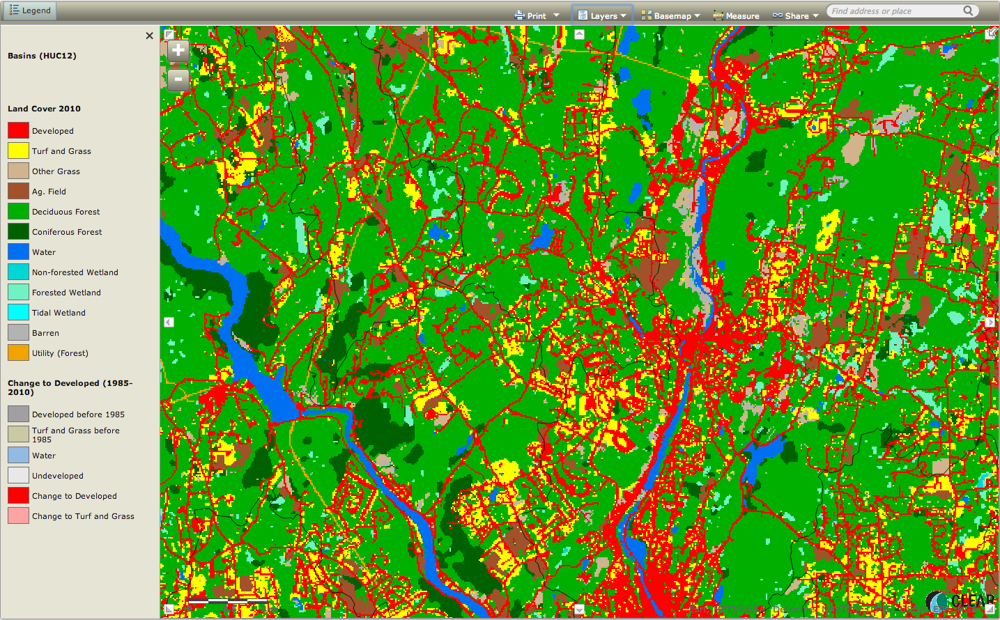 Legend
Print
Layers
Basemap
Measure
Share
Find address or place
Basins (HUC12)
Land Cover 2010
Developed
Turf and Grass
Other Grass
Ag. Field
Deciduous Forest
Coniferous Forest
Water
Non-forested Wetland
Forested Wetland
Tidal Wetland
Barren
Utility (Forest)
Change to Developed (1985-
2010)
Developed before 1985
Turf and Grass before
1985
Water
Undeveloped
Change to Developed
Change to Turf and Grass
CLEAR